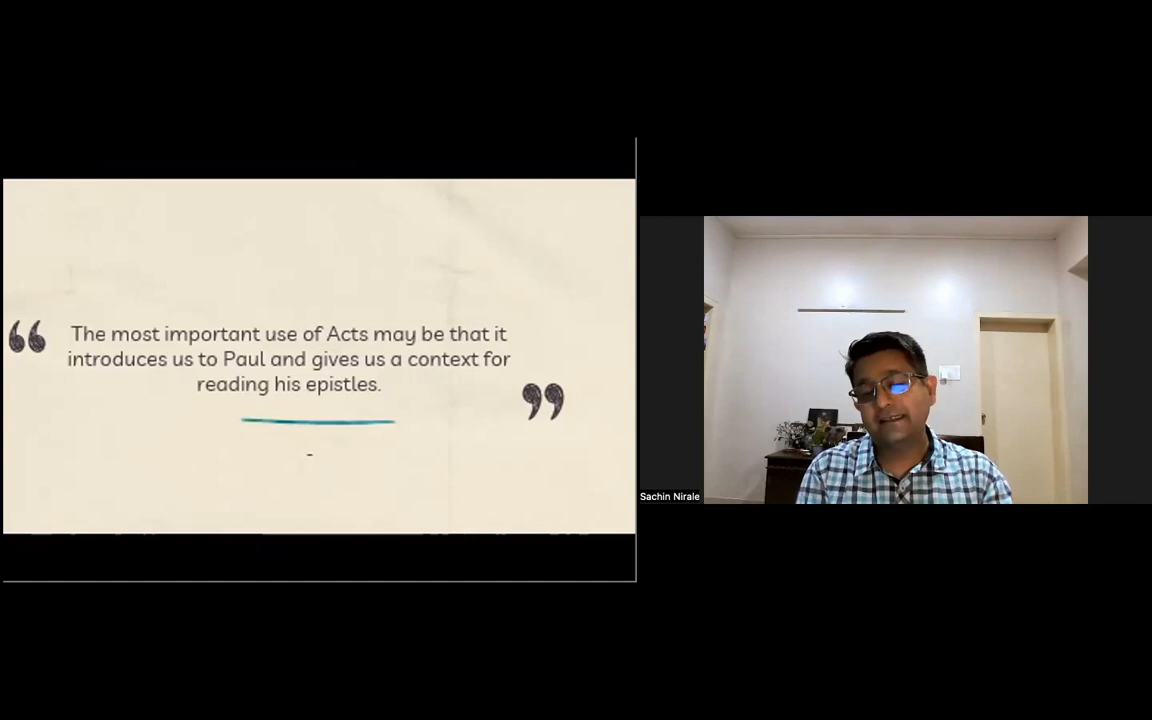 “ The most important use of Acts may be that it
introduces us to Paul and gives us a context for
reading his epistles. ”
-
Sachin Nirale